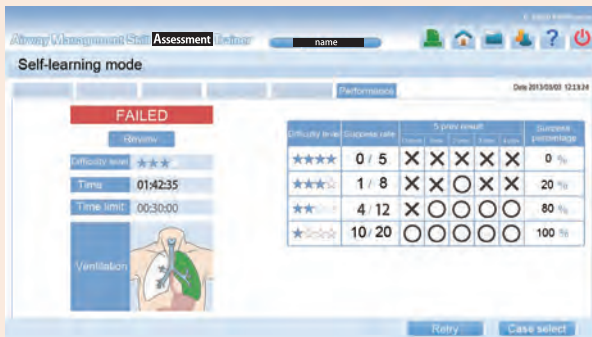 Airway Management Skill Assessment Trainer
name
Self-learning mode
Performance
Date 2013/03/03 12:13:24
FAILED
Review
Difficulty level
Time 01:42:35
Time limit 00:30:00
Ventilation
Difficulty level Success rate 5 prev result Success percentage
0 / 5 0 %
1 / 8 20 %
4 / 12 80 %
10 / 20 100 %
Retry
Case select